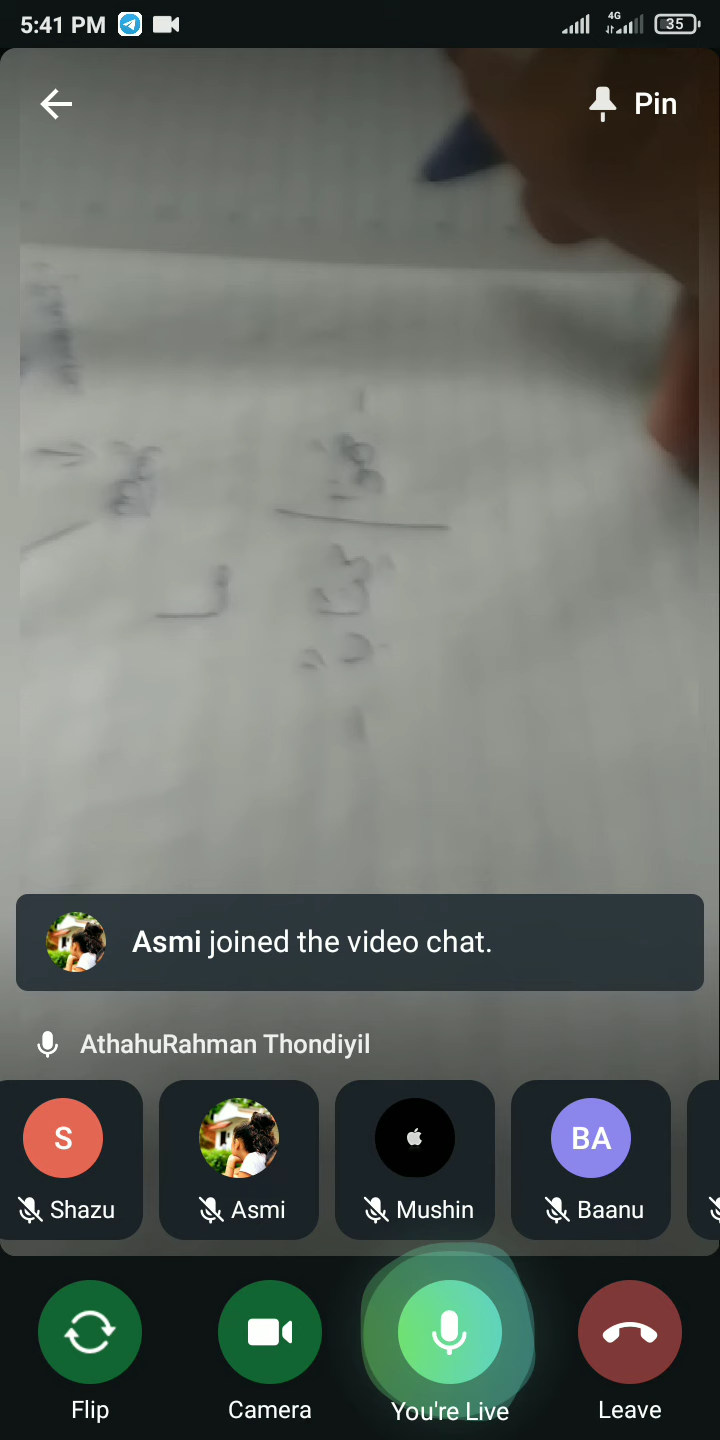 5:41 PM 4G 35
Pin
Asmi joined the video chat.
AthahuRahman Thondiyil
S BA
Shazu Asmi Mushin Baanu
Flip Camera You're Live Leave